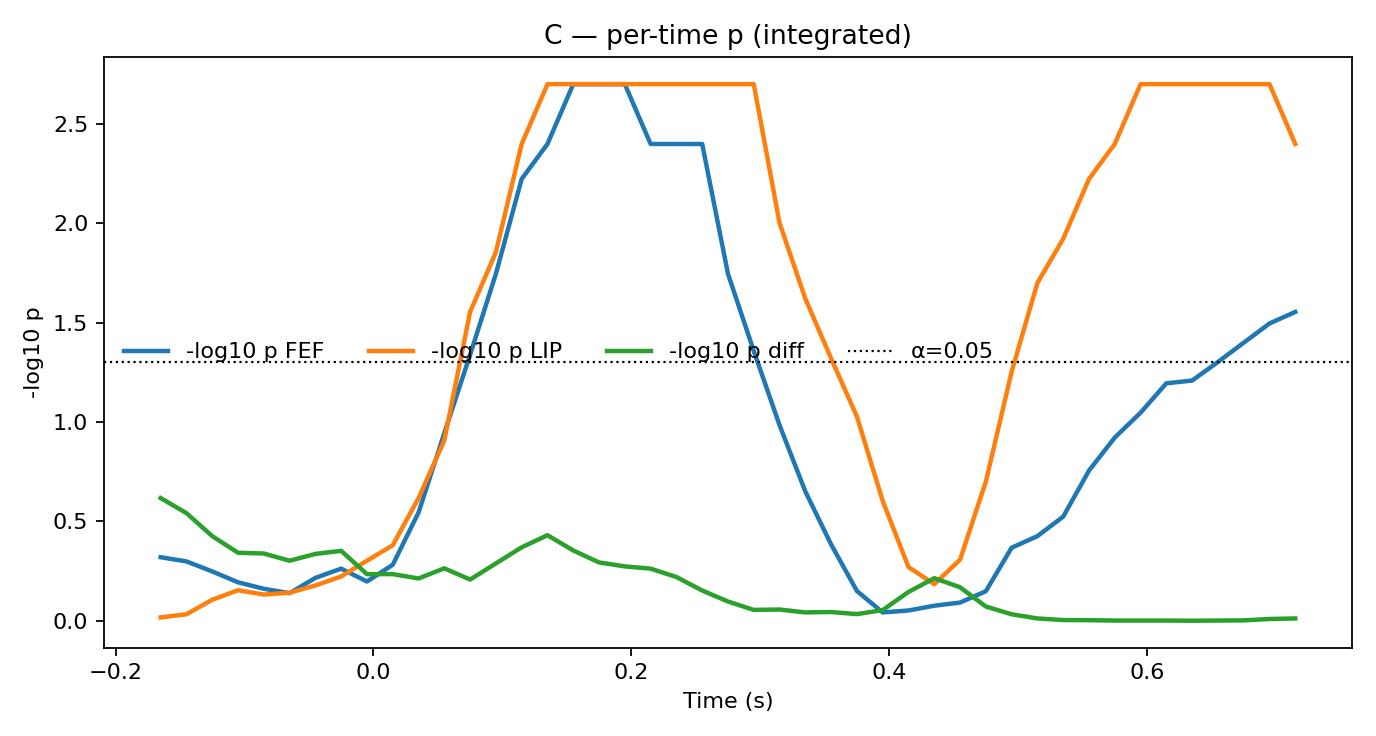 C — per-time p (integrated)
-log10 p
2.5
2.0
1.5
1.0
0.5
0.0
-log10 p FEF -log10 p LIP -log10 p diff α=0.05
−0.2 0.0 0.2 0.4 0.6
Time (s)